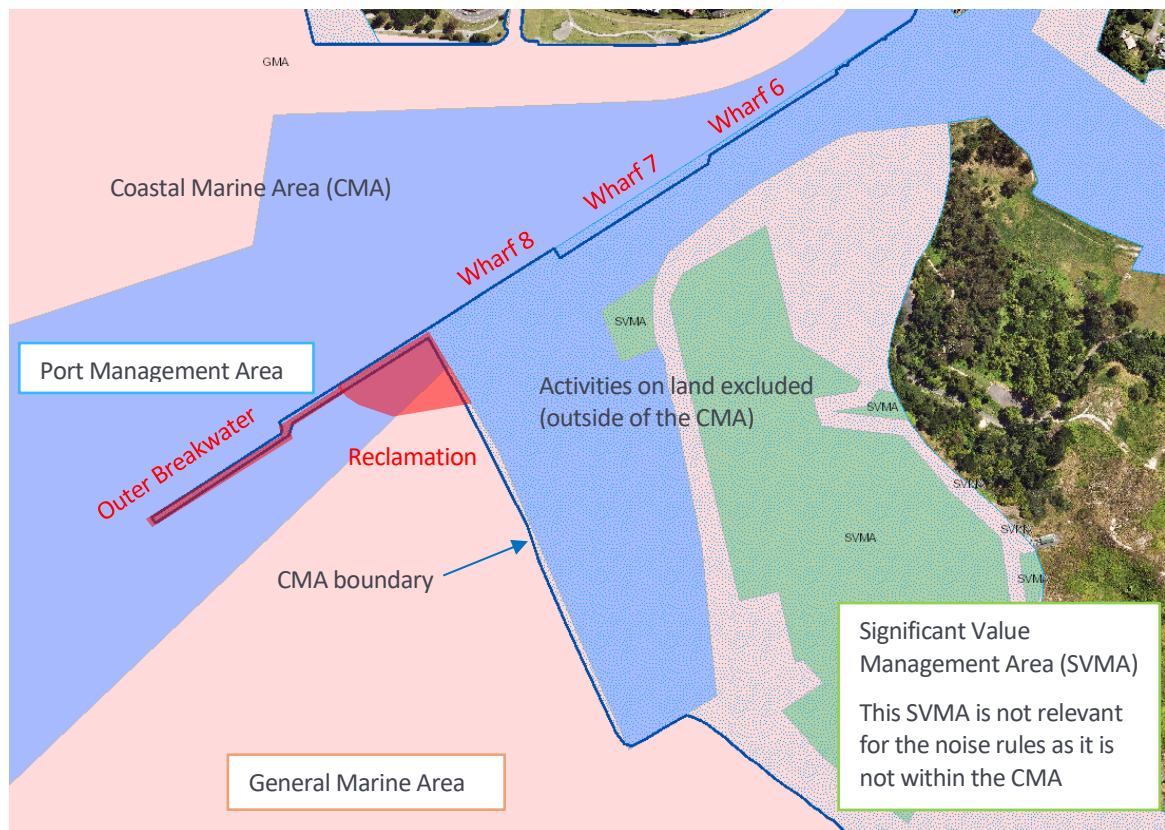 GMA
Wharf 6
Coastal Marine Area (CMA)
Wharf 7
Wharf 8
SVMA
Port Management Area
Activities on land excluded
(outside of the CMA)
SVMA
Outer Breakwater
Reclamation
SVMA
CMA boundary
SVMA
Significant Value
Management Area (SVMA)
This SVMA is not relevant
for the noise rules as it is
not within the CMA
General Marine Area